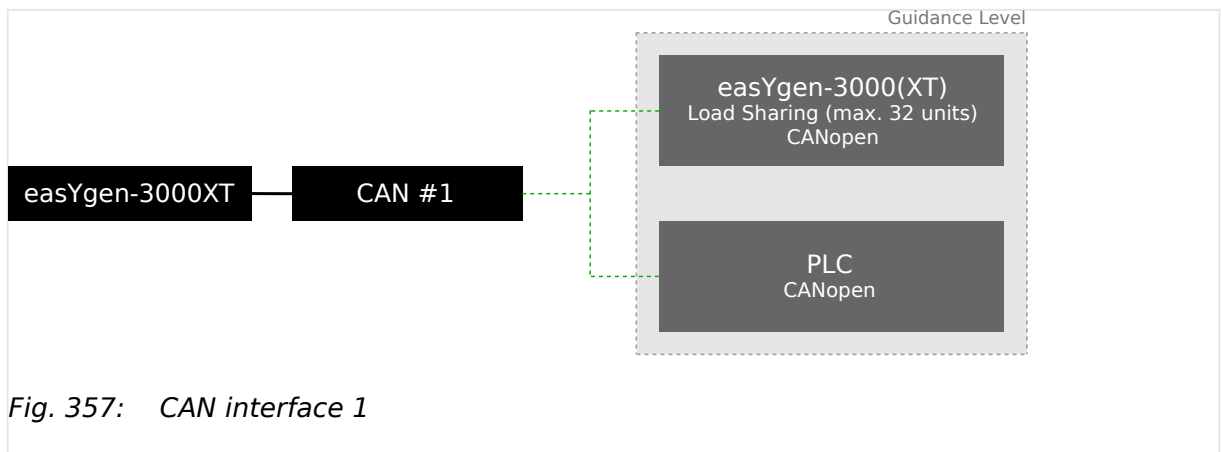 Guidance Level
easYgen-3000(XT)
Load Sharing (max. 32 units)
CANopen
easYgen-3000XT
CAN #1
PLC
CANopen
Fig. 357: CAN interface 1